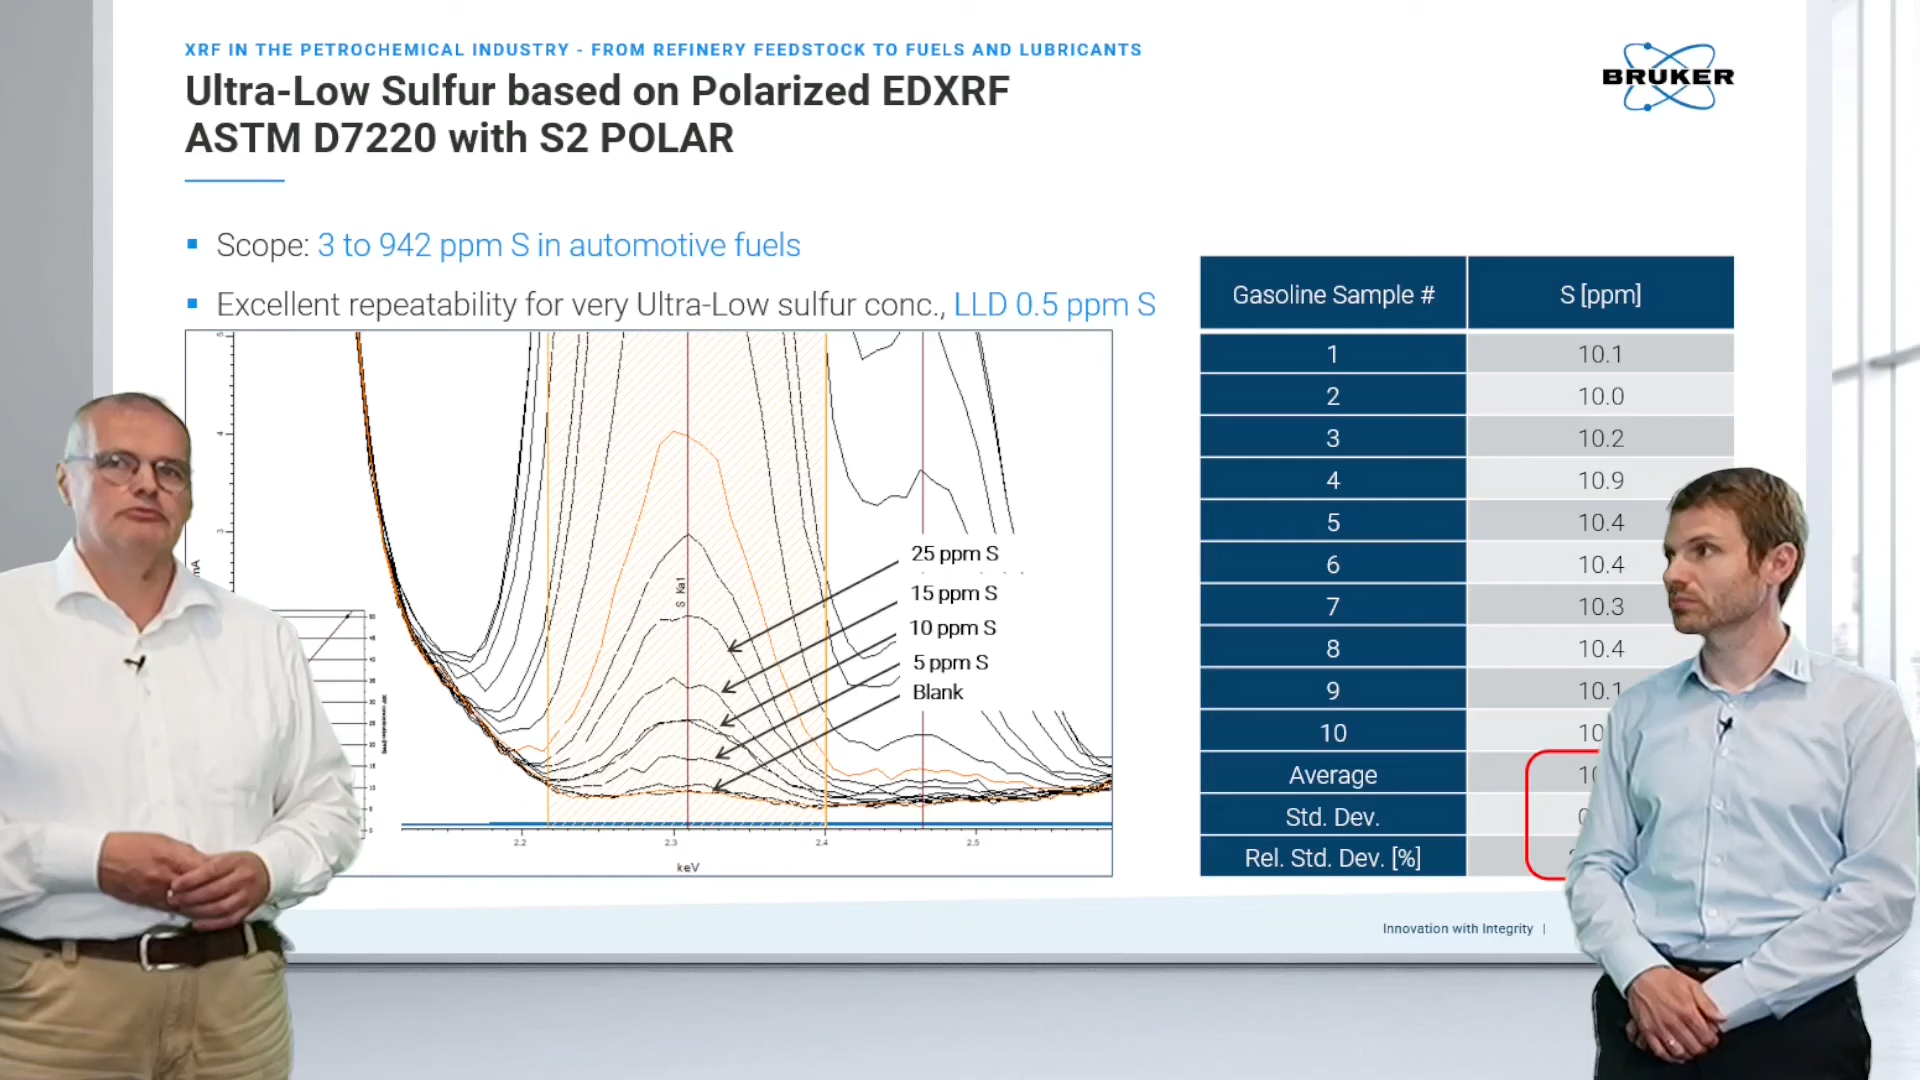 XRF IN THE PETROCHEMICAL INDUSTRY - FROM REFINERY FEEDSTOCK TO FUELS AND LUBRICANTS
BRUKER
Ultra-Low Sulfur based on Polarized EDXRF
ASTM D7220 with S2 POLAR
Scope: 3 to 942 ppm S in automotive fuels
Excellent repeatability for very Ultra-Low sulfur conc., LLD 0.5 ppm S
4
3
mA
S Ka1
25 ppm S
15 ppm S
10 ppm S
5 ppm S
Blank
2.2 2.3 2.4 2.5
keV
Gasoline Sample # S [ppm]
1 10.1
2 10.0
3 10.2
4 10.9
5 10.4
6 10.4
7 10.3
8 10.4
9 10.1
10
Average
Std. Dev.
Rel. Std. Dev. [%]
Innovation with Integrity |